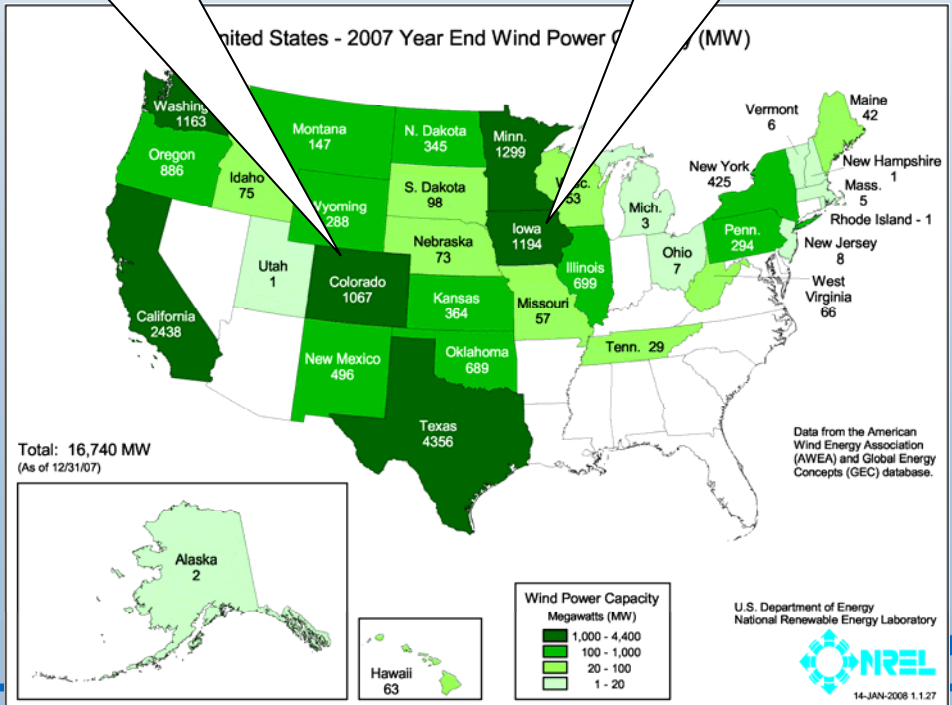 nited States - 2007 Year End Wind Power (MW)
Washing
1163
Oregon
886
California
2438
Idaho
75
Montana
147
Wyoming
288
Utah
1
Colorado
1067
New Mexico
496
N. Dakota
345
S. Dakota
98
Nebraska
73
Kansas
364
Oklahoma
689
Texas
4356
Minn.
1299
Iowa
1194
Missouri
57
53
Illinois
699
Mich.
3
Ohio
7
Tenn. 29
New York
425
Penn.
294
Vermont
6
Maine
42
New Hampshire
1
Mass.
5
Rhode Island - 1
New Jersey
8
West
Virginia
66
Total: 16,740 MW
(As of 12/31/07)
Data from the American
Wind Energy Association
(AWEA) and Global Energy
Concepts (GEC) database.
Alaska
2
Hawaii
63
Wind Power Capacity
Megawatts (MW)
1,000 - 4,400
100 - 1,000
20 - 100
1 - 20
U.S. Department of Energy
National Renewable Energy Laboratory
NREL
14-JAN-2008 1.1.27